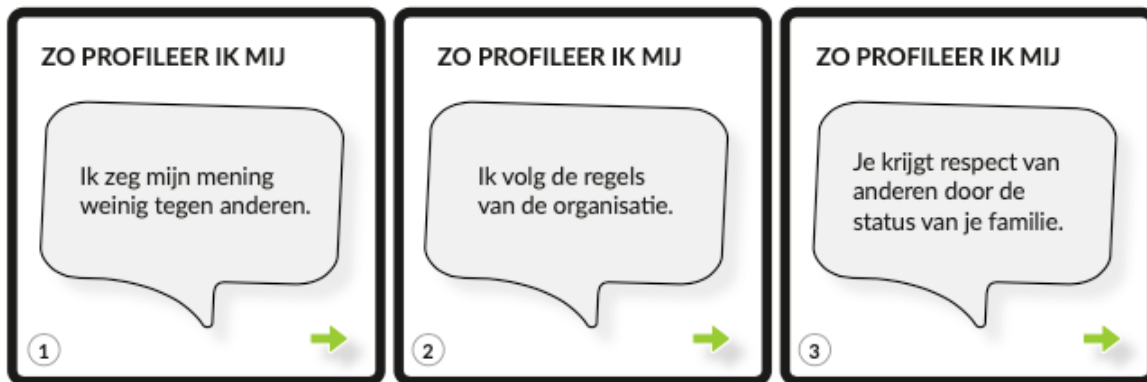 ZO PROFILEER IK MIJ
Ik zeg mijn mening
weinig tegen anderen.
1
ZO PROFILEER IK MIJ
Ik volg de regels
van de organisatie.
2
ZO PROFILEER IK MIJ
Je krijgt respect van
anderen door de
status van je familie.
3